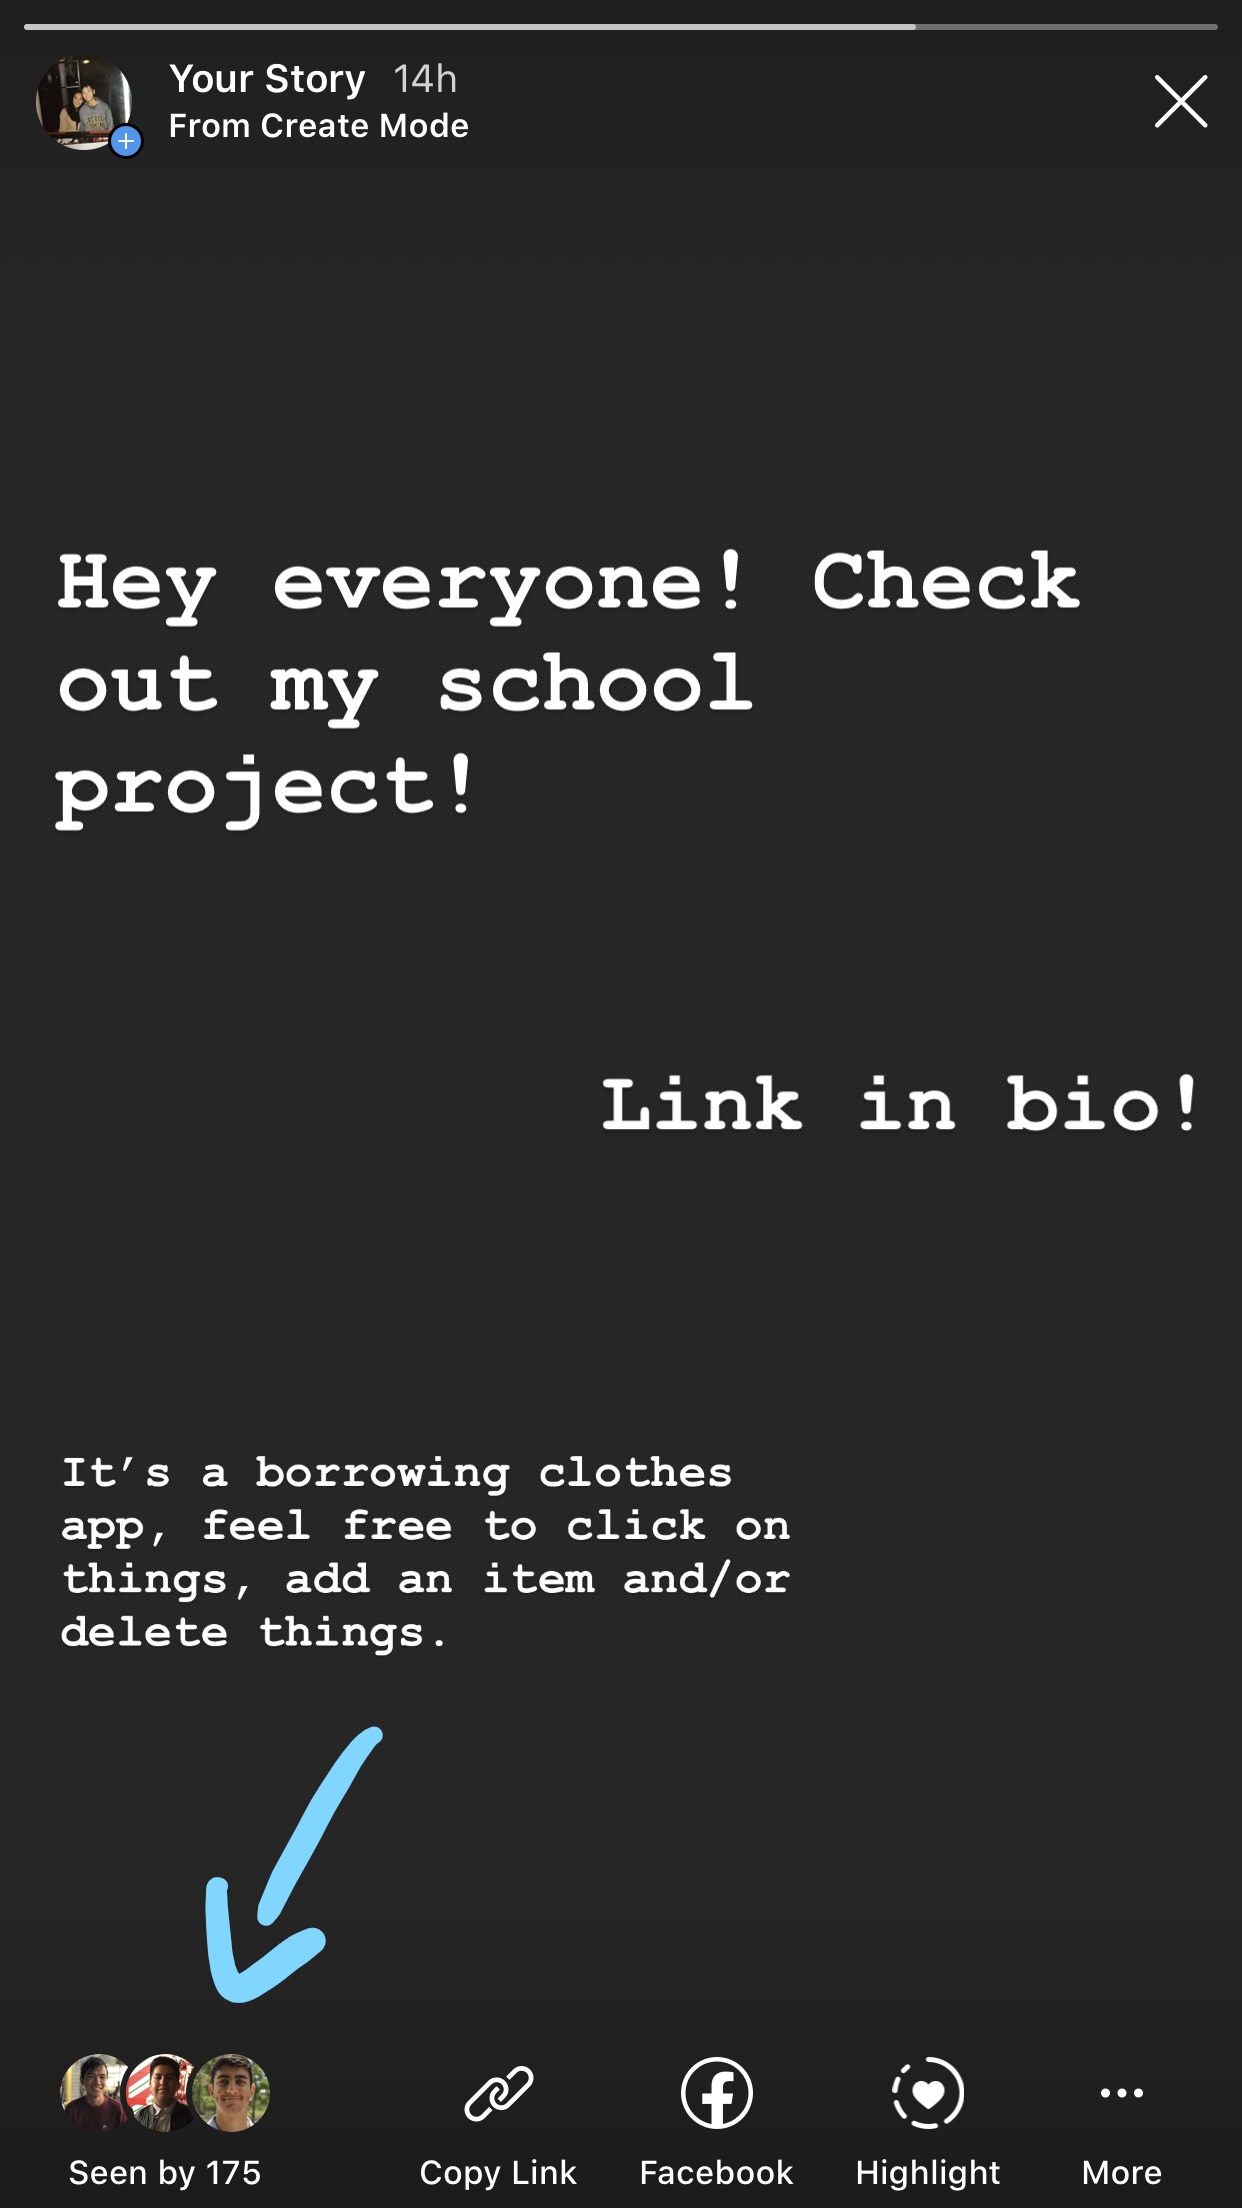 Your Story 14h
From Create Mode
Hey everyone! Check
out my school
project!
Link in bio!
It’s a borrowing clothes
app, feel free to click on
things, add an item and/or
delete things.
Seen by 175 Copy Link Facebook Highlight More